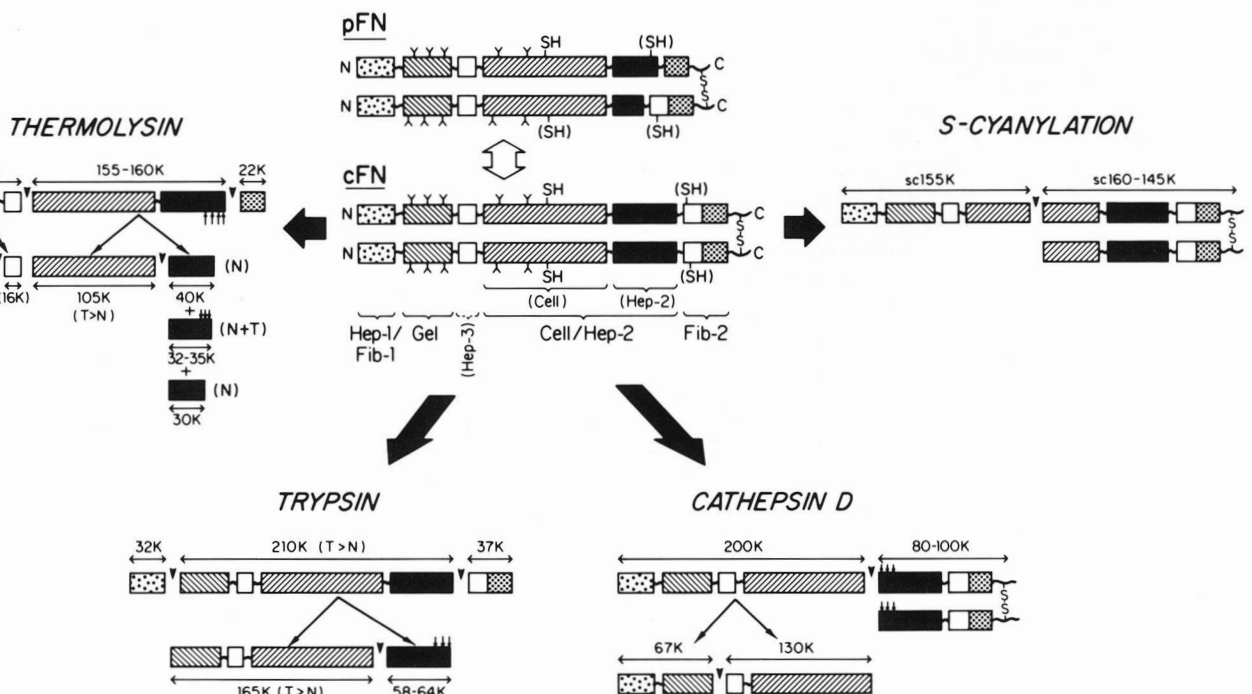 pFN
SH (SH)
N C
S
S
N C
(SH) (SH)
THERMOLYSIN
155-160K 22K
(N)
(16K) 105K 40K
(T>N) +
(N+T)
32-35K
+
(N)
30K
cFN
SH (SH)
N C
S
S
N C
SH (SH)
(Cell) (Hep-2)
Hep-1/ Gel (Hep-3) Cell/Hep-2 Fib-2
Fib-1
S-CYANYLATION
sc155K sc160-145K
S
S
TRYPSIN
32K 210K (T>N) 37K
165K (T>N) 58-64K
CATHEPSIN D
200K 80-100K
S
S
67K 130K